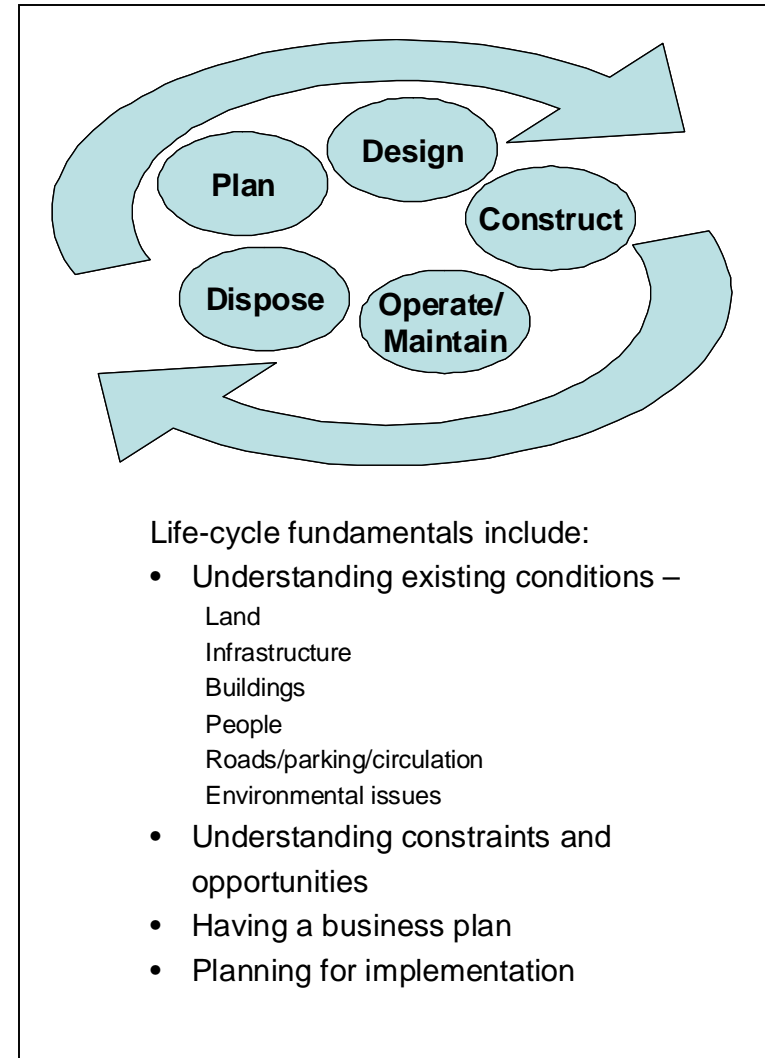 Plan
Design
Construct
Dispose
Operate/
Maintain
Life-cycle fundamentals include:
• Understanding existing conditions –
Land
Infrastructure
Buildings
People
Roads/parking/circulation
Environmental issues
• Understanding constraints and
opportunities
• Having a business plan
• Planning for implementation